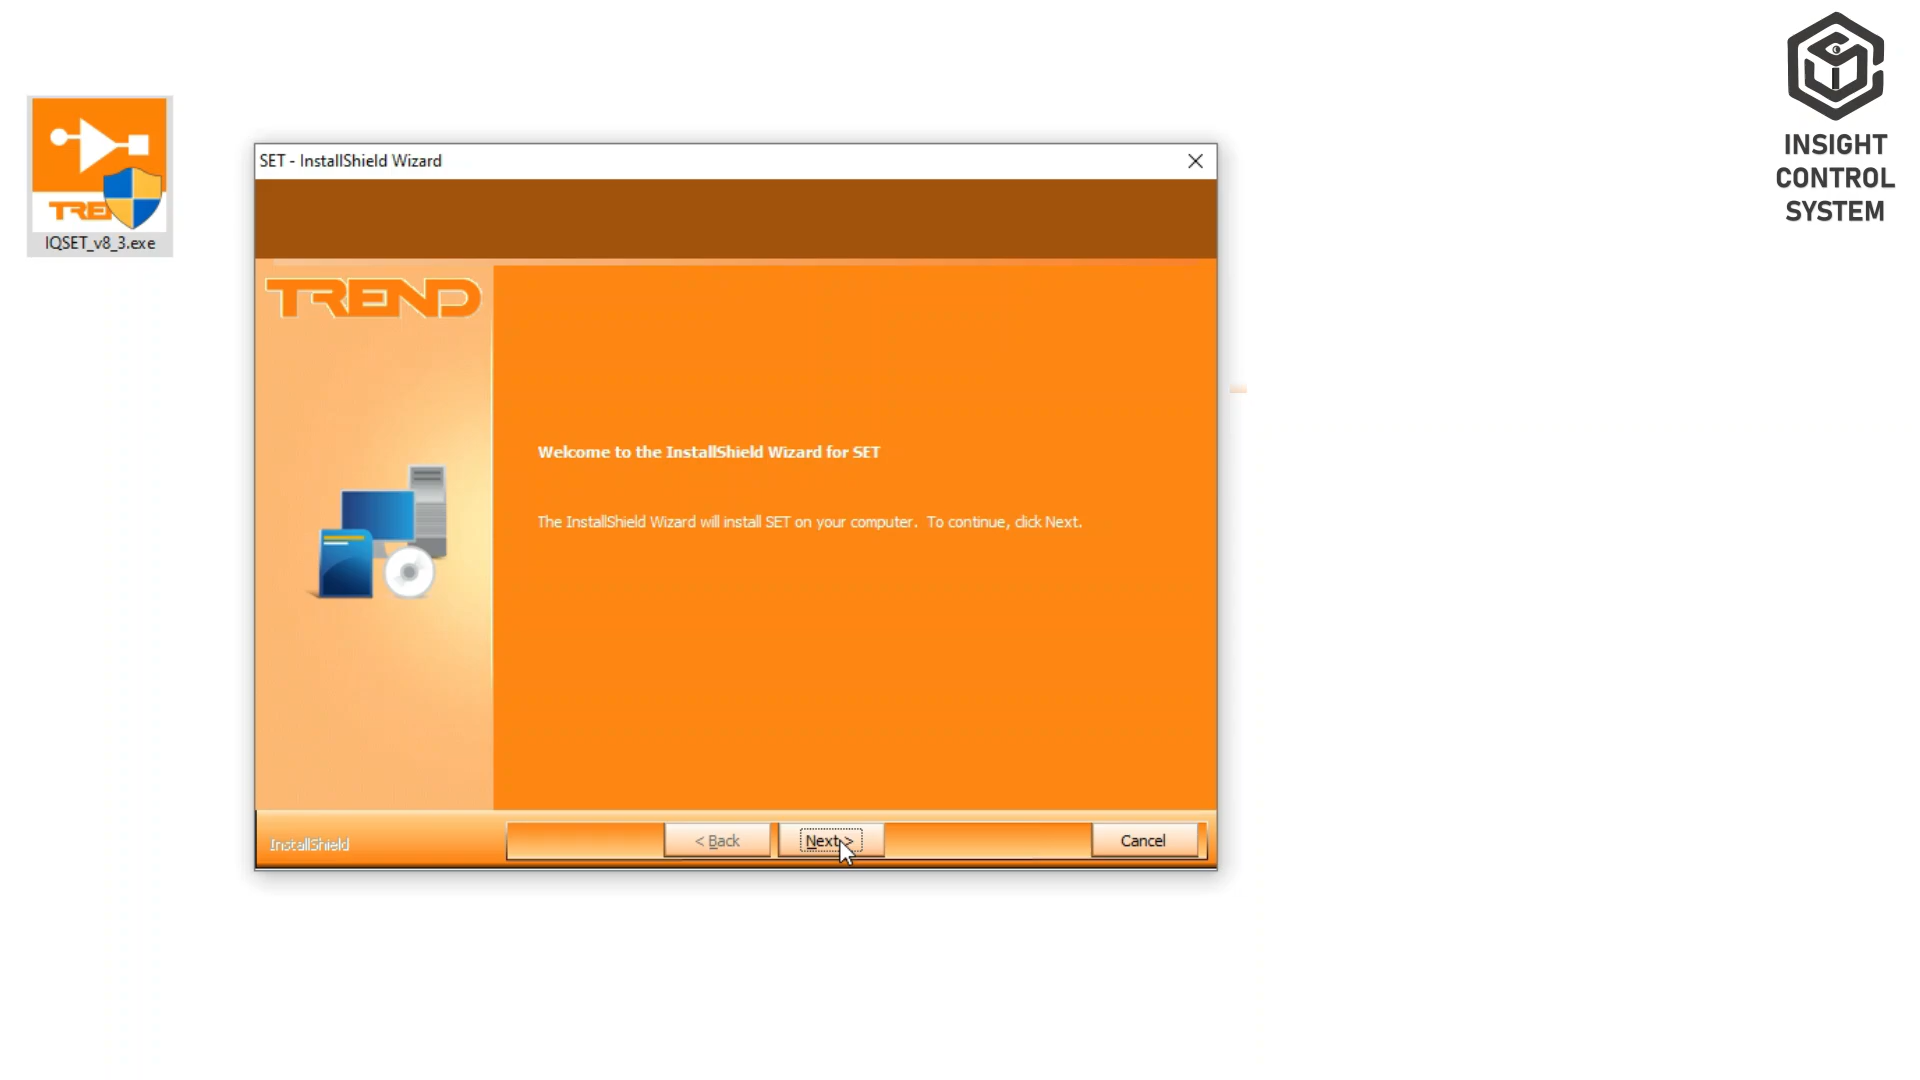 INSIGHT
CONTROL
SYSTEM
IQSET_v8_3.exe
SET - InstallShield Wizard
TREND
Welcome to the InstallShield Wizard for SET
The InstallShield Wizard will install SET on your computer. To continue, click Next.
InstallShield
< Back
Next >
Cancel